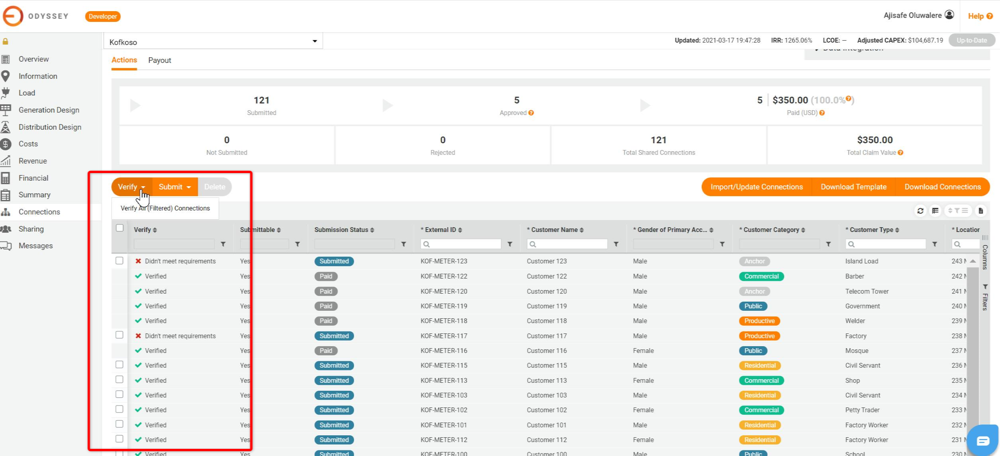 ODYSSEY Developer Ajisafe Oluwalere Help
Kofkoso Updated: 2021-03-17 19:47:28 IRR: 1265.06% LCOE: – Adjusted CAPEX: $104,687.19 Up-to-Date
Data Integration
Overview
Information
Load
Generation Design
Distribution Design
Costs
Revenue
Financial
Summary
Connections
Sharing
Messages
Actions Payout
121 5 5 $350.00 (100.0%)
Submitted Approved Paid (USD)
0 0 121 $350.00
Not Submitted Rejected Total Shared Connections Total Claim Value
Verify Submit Delete Import/Update Connections Download Template Download Connections
Verify All (Filtered) Connections
Verify Submittable Submission Status * External ID * Customer Name * Gender of Primary Acc... * Customer Category * Customer Type * Location
Columns
Filters
Didn't meet requirements Yes Submitted KOF-METER-123 Customer 123 Male Anchor Island Load 243
Verified Yes Paid KOF-METER-122 Customer 122 Male Commercial Barber 242
Verified Yes Paid KOF-METER-120 Customer 120 Male Anchor Telecom Tower 241
Verified Yes Paid KOF-METER-119 Customer 119 Male Public Government 240
Verified Yes Paid KOF-METER-118 Customer 118 Male Productive Welder 239
Didn't meet requirements Yes Submitted KOF-METER-117 Customer 117 Male Productive Factory 238
Verified Yes Paid KOF-METER-116 Customer 116 Female Public Mosque 237
Verified Yes Submitted KOF-METER-115 Customer 115 Male Residential Civil Servant 236
Verified Yes Submitted KOF-METER-113 Customer 113 Female Commercial Shop 235
Verified Yes Submitted KOF-METER-103 Customer 103 Male Residential Civil Servant 234
Verified Yes Submitted KOF-METER-102 Customer 102 Female Commercial Petty Trader 233
Verified Yes Submitted KOF-METER-101 Customer 101 Male Residential Factory Worker 232
Verified Yes Submitted KOF-METER-112 Customer 112 Female Residential Factory Worker 231
Verified Yes Submitted KOF-METER-100 Customer 100 Male Public School 230